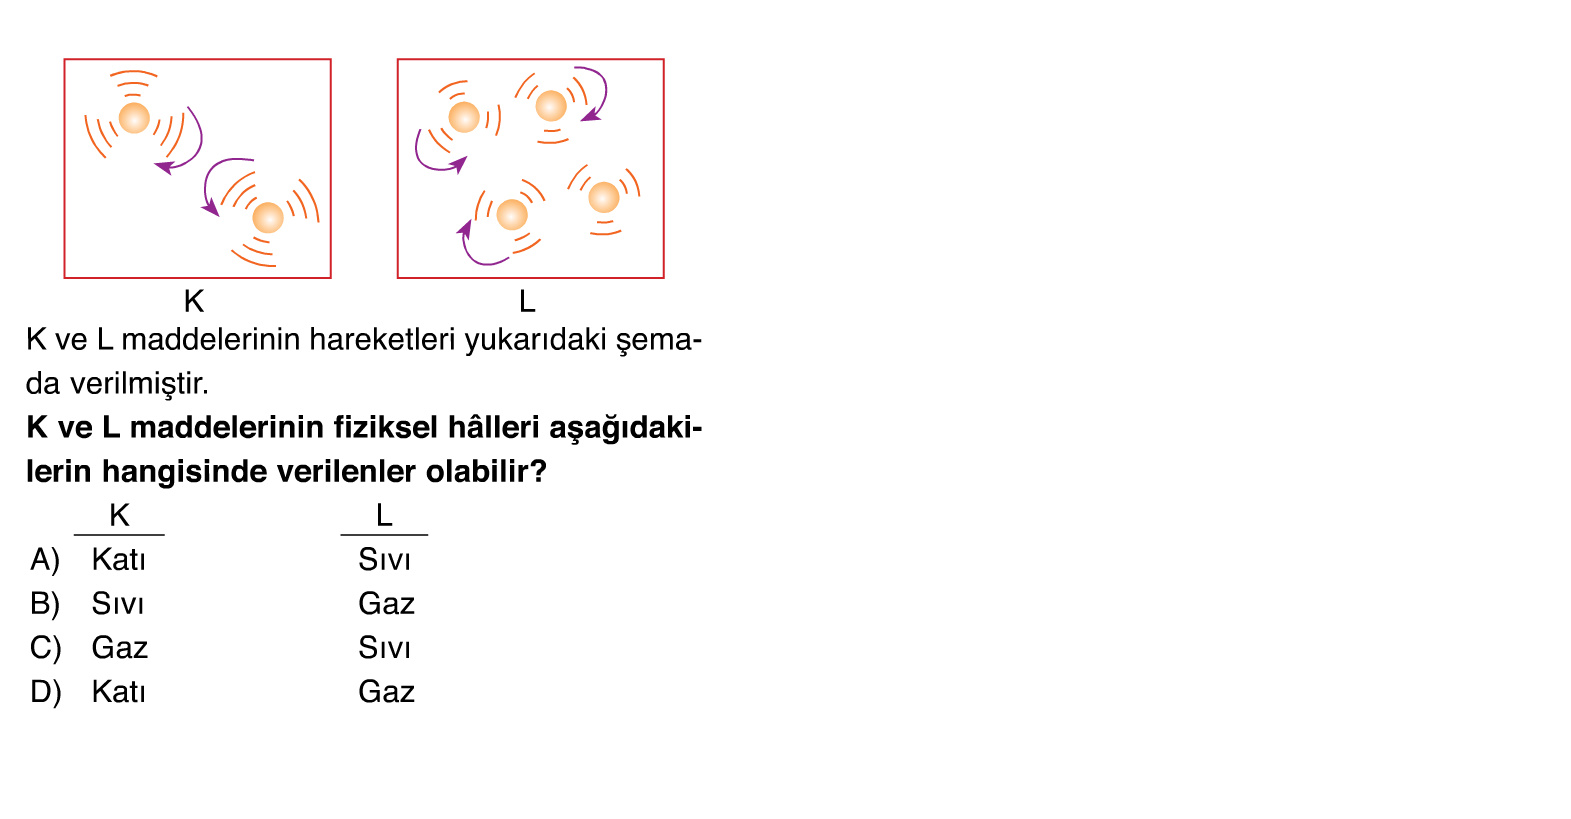 K L
K ve L maddelerinin hareketleri yukarıdaki şema-
da verilmiştir.
K ve L maddelerinin fiziksel hâlleri aşağıdaki-
lerin hangisinde verilenler olabilir?
K L
A) Katı Sıvı
B) Sıvı Gaz
C) Gaz Sıvı
D) Katı Gaz